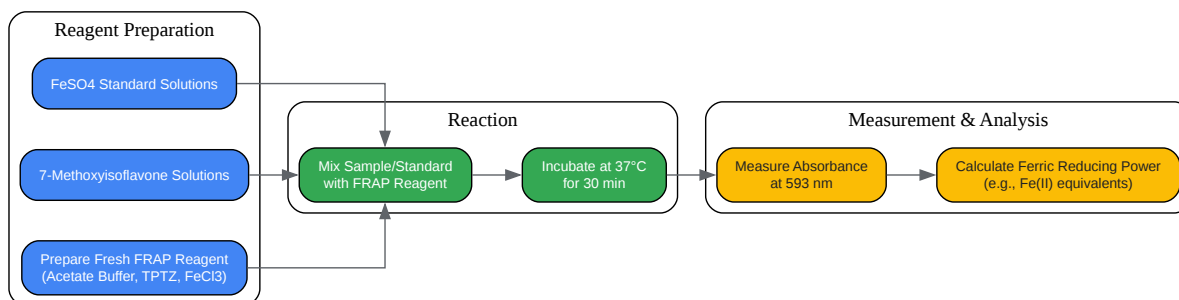 Reagent Preparation
FeSO4 Standard Solutions
7-Methoxyisoflavone Solutions
Prepare Fresh FRAP Reagent
(Acetate Buffer, TPTZ, FeCl3)
Reaction
Mix Sample/Standard
with FRAP Reagent
Incubate at 37°C
for 30 min
Measurement & Analysis
Measure Absorbance
at 593 nm
Calculate Ferric Reducing Power
(e.g., Fe(II) equivalents)